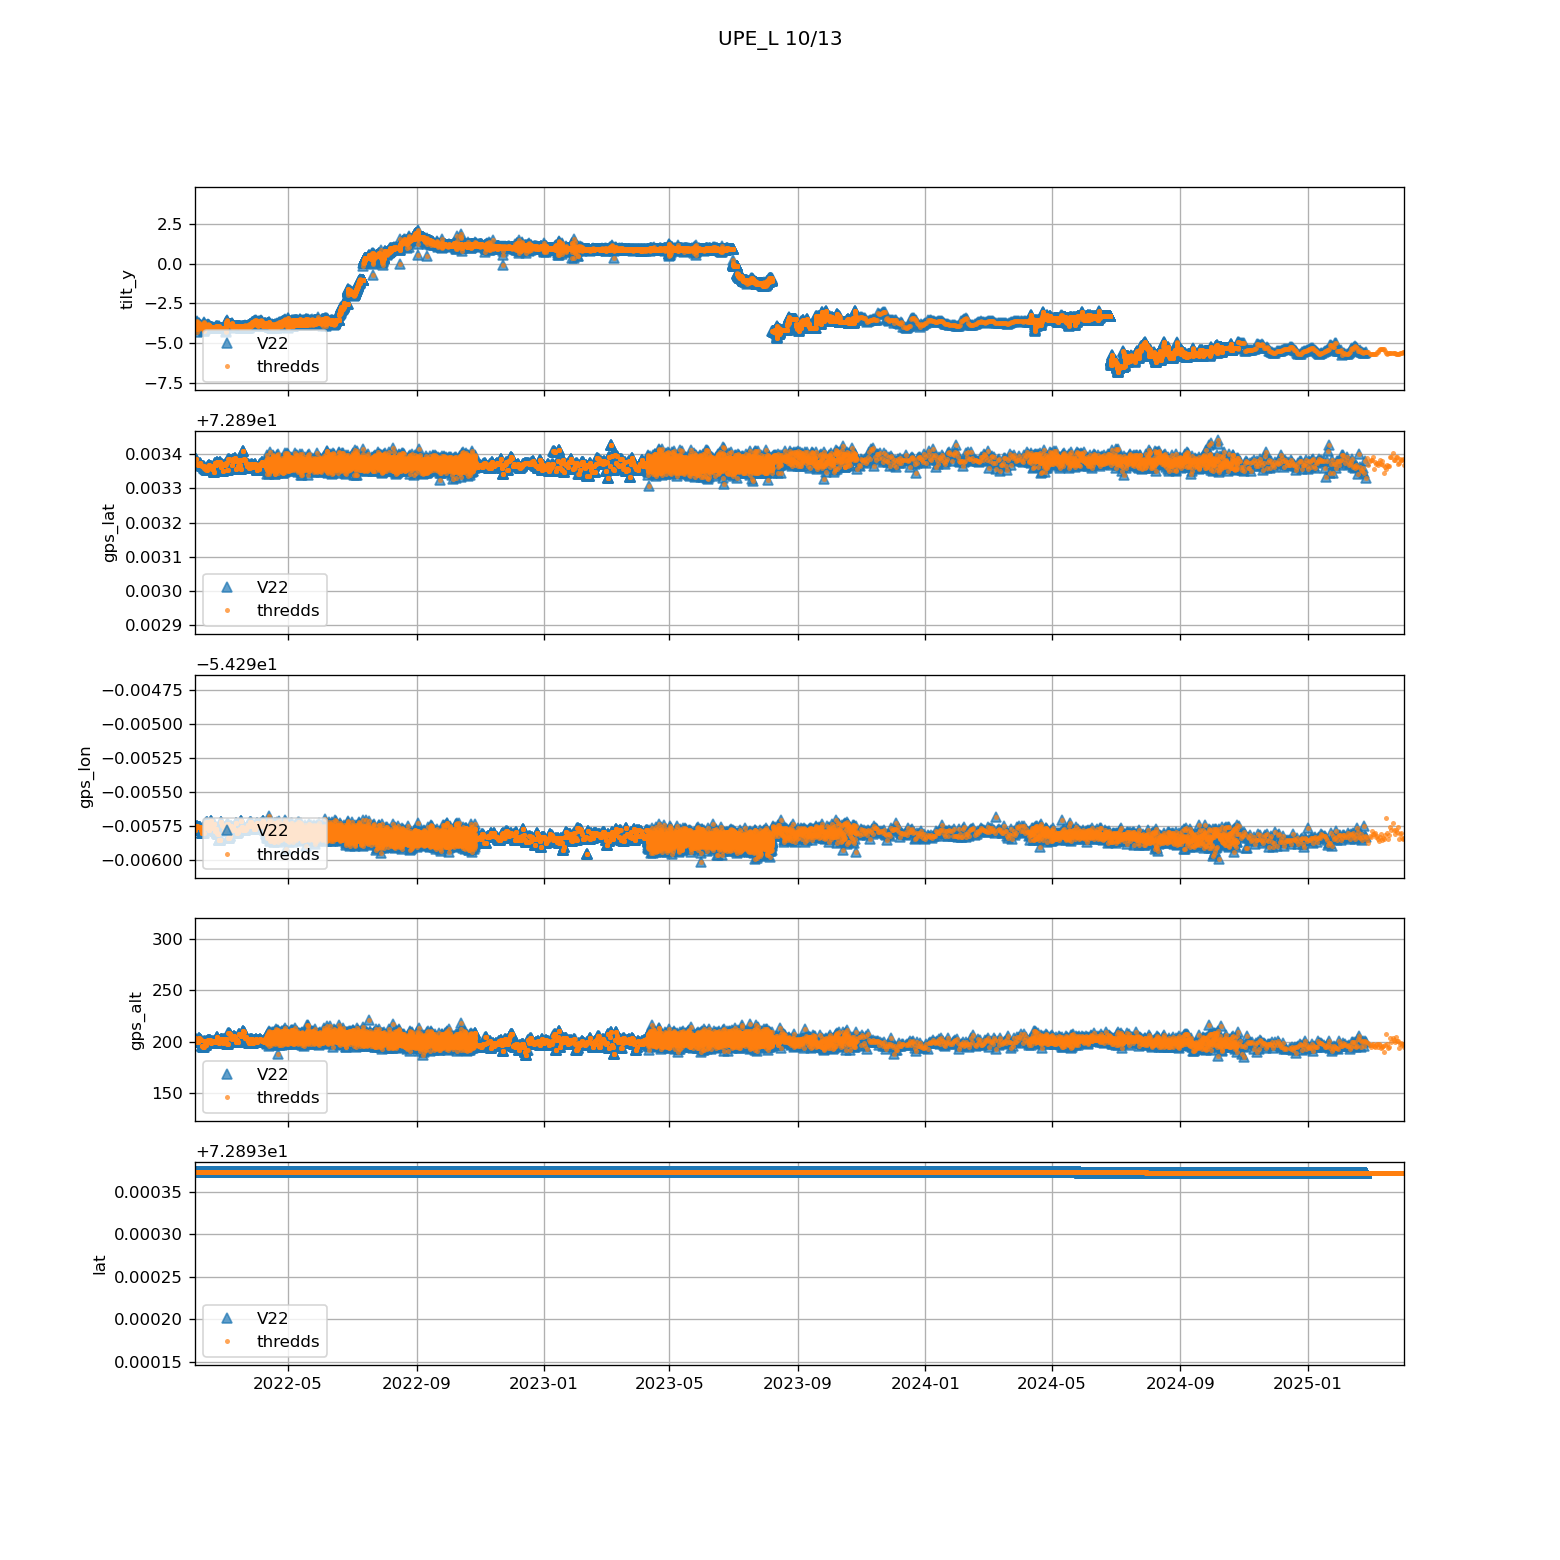 UPE_L 10/13
2.5
0.0
−2.5
−5.0
−7.5
tilt_y
V22
thredds
+7.289e1
0.0034
0.0033
0.0032
0.0031
0.0030
0.0029
gps_lat
V22
thredds
−5.429e1
−0.00475
−0.00500
−0.00525
−0.00550
−0.00575
−0.00600
gps_lon
V22
thredds
300
250
200
150
gps_alt
V22
thredds
+7.2893e1
0.00035
0.00030
0.00025
0.00020
0.00015
lat
V22
thredds
2022-05 2022-09 2023-01 2023-05 2023-09 2024-01 2024-05 2024-09 2025-01